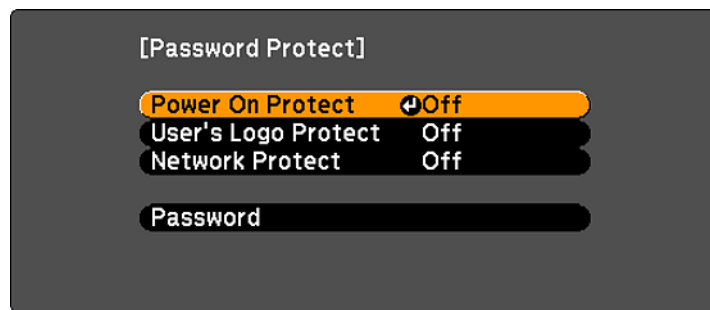 [Password Protect]
Power On Protect Off
User's Logo Protect Off
Network Protect Off
Password